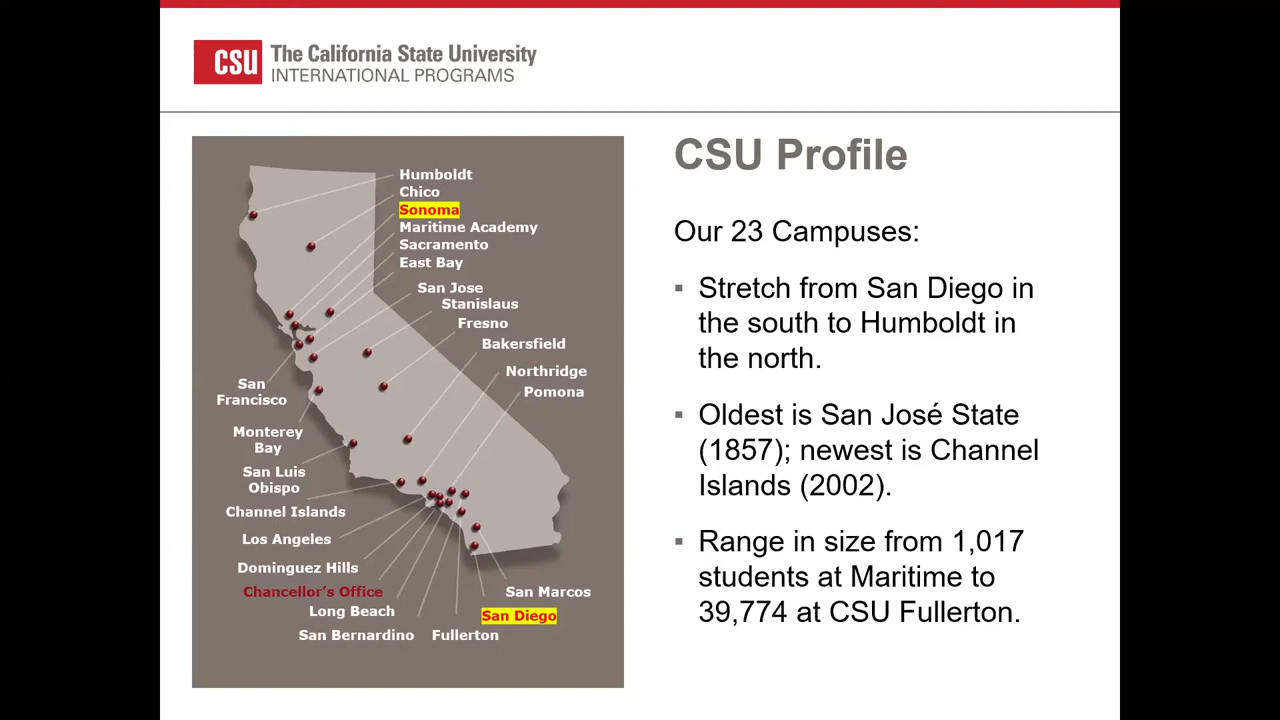 CSU The California State University
INTERNATIONAL PROGRAMS
Humboldt
Chico
Sonoma
Maritime Academy
Sacramento
East Bay
San Jose
Stanislaus
Fresno
Bakersfield
Northridge
Pomona
San
Francisco
Monterey
Bay
San Luis
Obispo
Channel Islands
Los Angeles
Dominguez Hills
Chancellor’s Office
Long Beach
San Bernardino
Fullerton
San Diego
San Marcos
CSU Profile
Our 23 Campuses:
▪ Stretch from San Diego in
the south to Humboldt in
the north.
▪ Oldest is San José State
(1857); newest is Channel
Islands (2002).
▪ Range in size from 1,017
students at Maritime to
39,774 at CSU Fullerton.